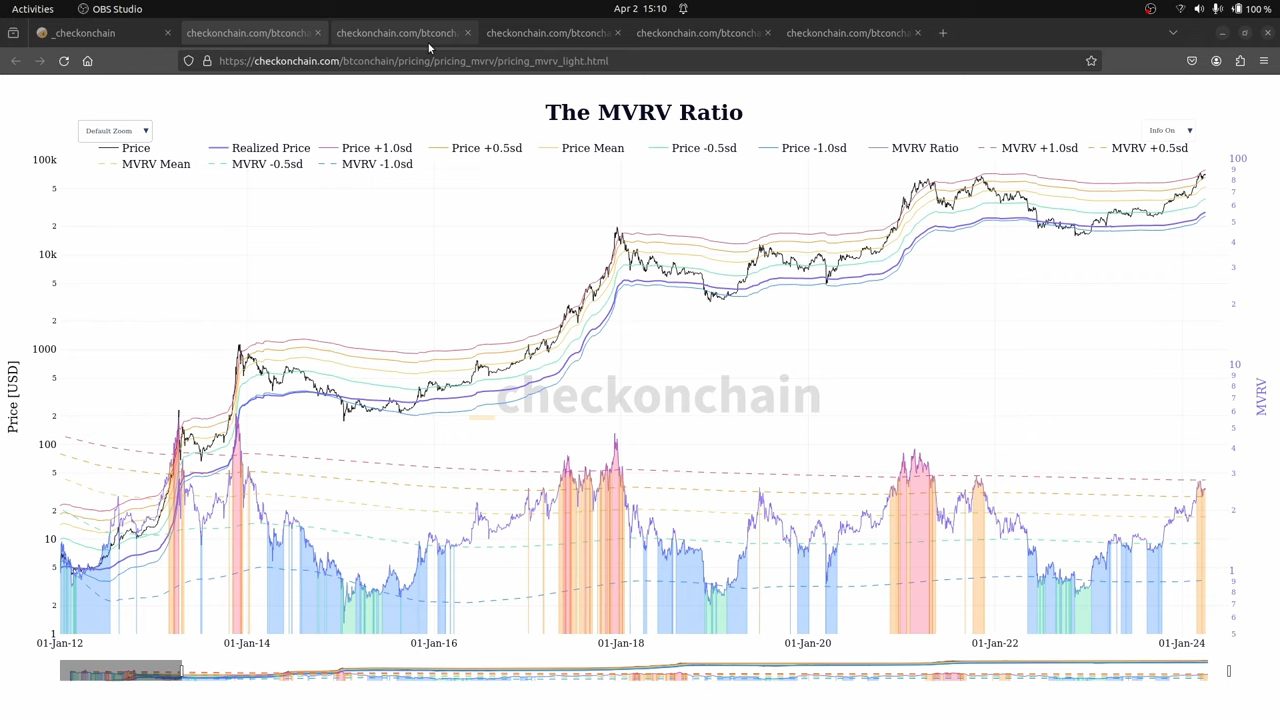 Activities OBS Studio Apr 2 15:10 100 %
_checkonchain × checkonchain.com/btconcha × checkonchain.com/btconcha × checkonchain.com/btconcha × checkonchain.com/btconcha × checkonchain.com/btconcha × +
https://checkonchain.com/btconchain/pricing/pricing_mvrv/pricing_mvrv_light.html
The MVRV Ratio
Default Zoom ▼ Info On ▼
Price Realized Price Price +1.0sd Price +0.5sd Price Mean Price -0.5sd Price -1.0sd MVRV Ratio MVRV +1.0sd MVRV +0.5sd
MVRV Mean MVRV -0.5sd MVRV -1.0sd
100k
5
2
10k
5
2
1000
5
2
100
5
2
10
5
2
1
Price [USD]
_checkonchain
100
9
8
7
6
5
4
3
2
10
9
8
7
6
5
4
3
2
1
9
8
7
6
5
MVRV
01-Jan-12 01-Jan-14 01-Jan-16 01-Jan-18 01-Jan-20 01-Jan-22 01-Jan-24